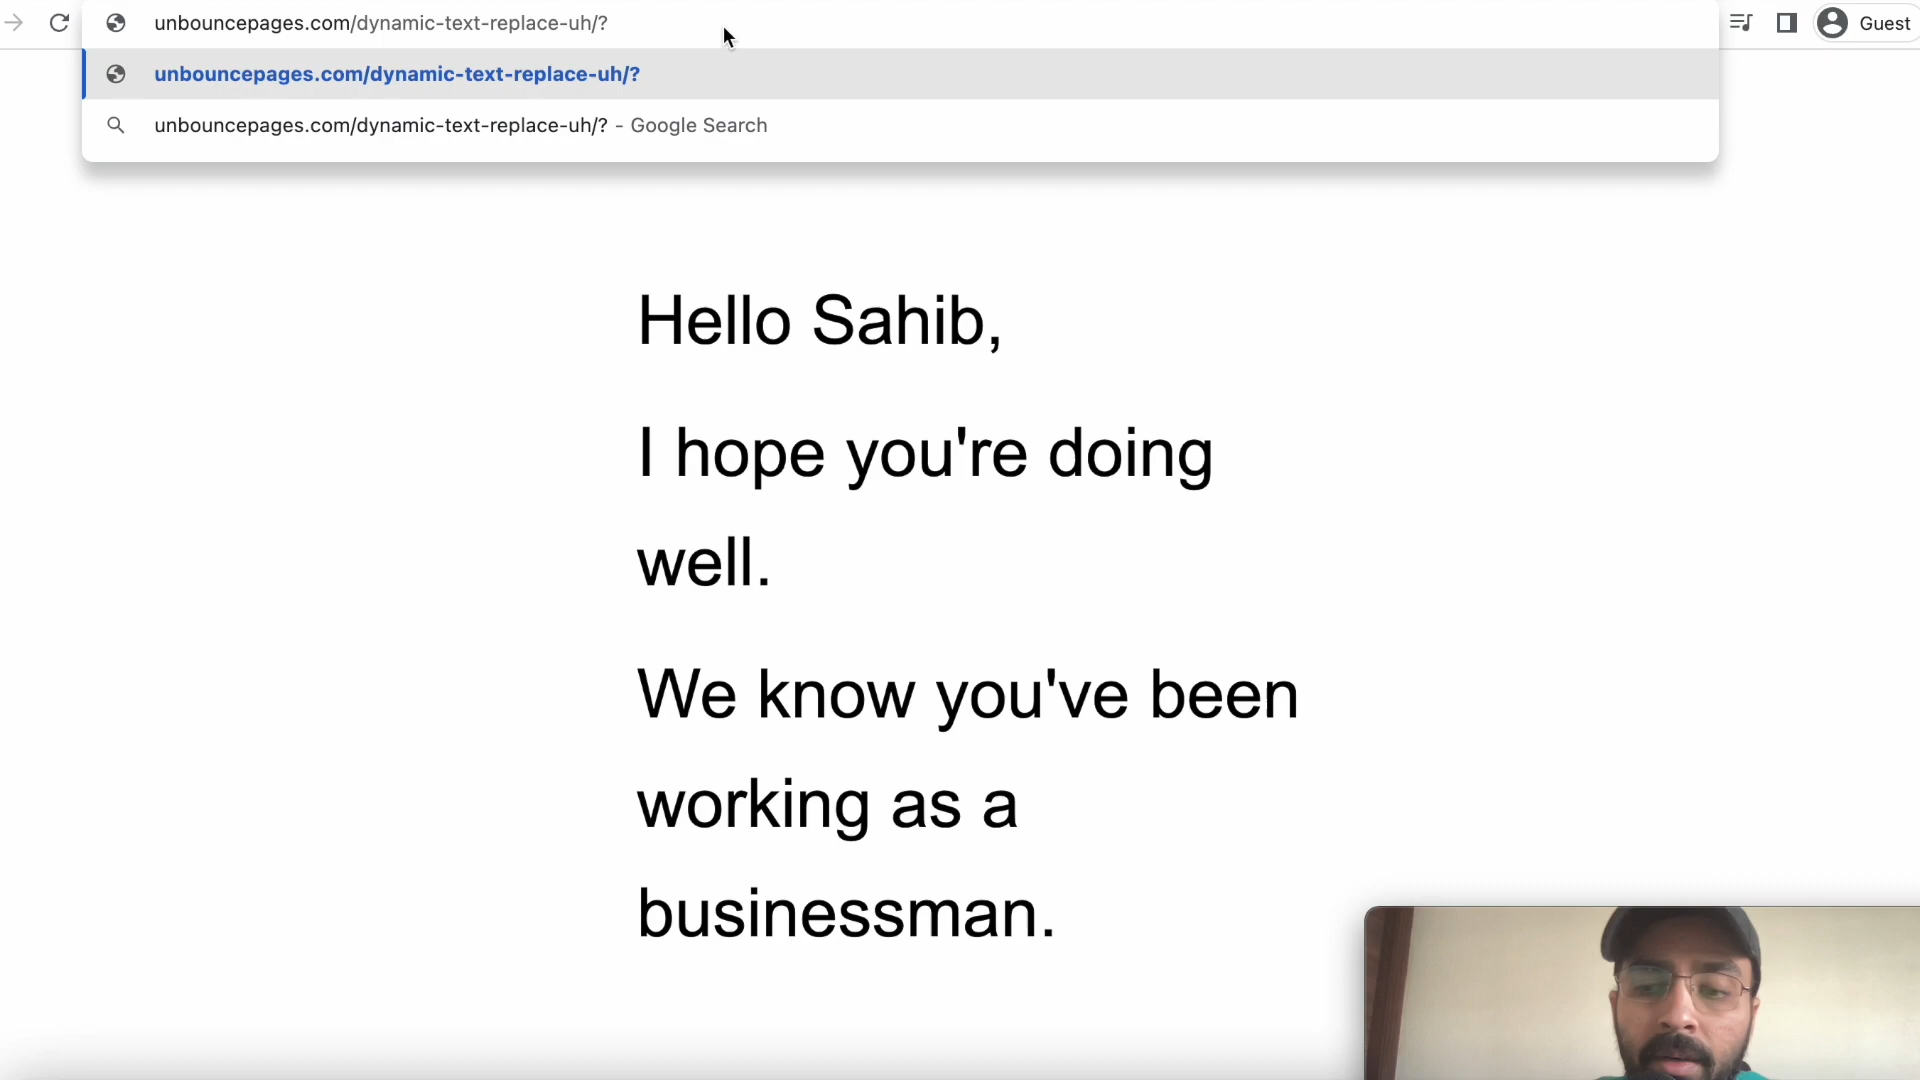 unbouncepages.com/dynamic-text-replace-uh/?
Guest
unbouncepages.com/dynamic-text-replace-uh/?
unbouncepages.com/dynamic-text-replace-uh/? - Google Search
Hello Sahib,
I hope you're doing
well.
We know you've been
working as a
businessman.